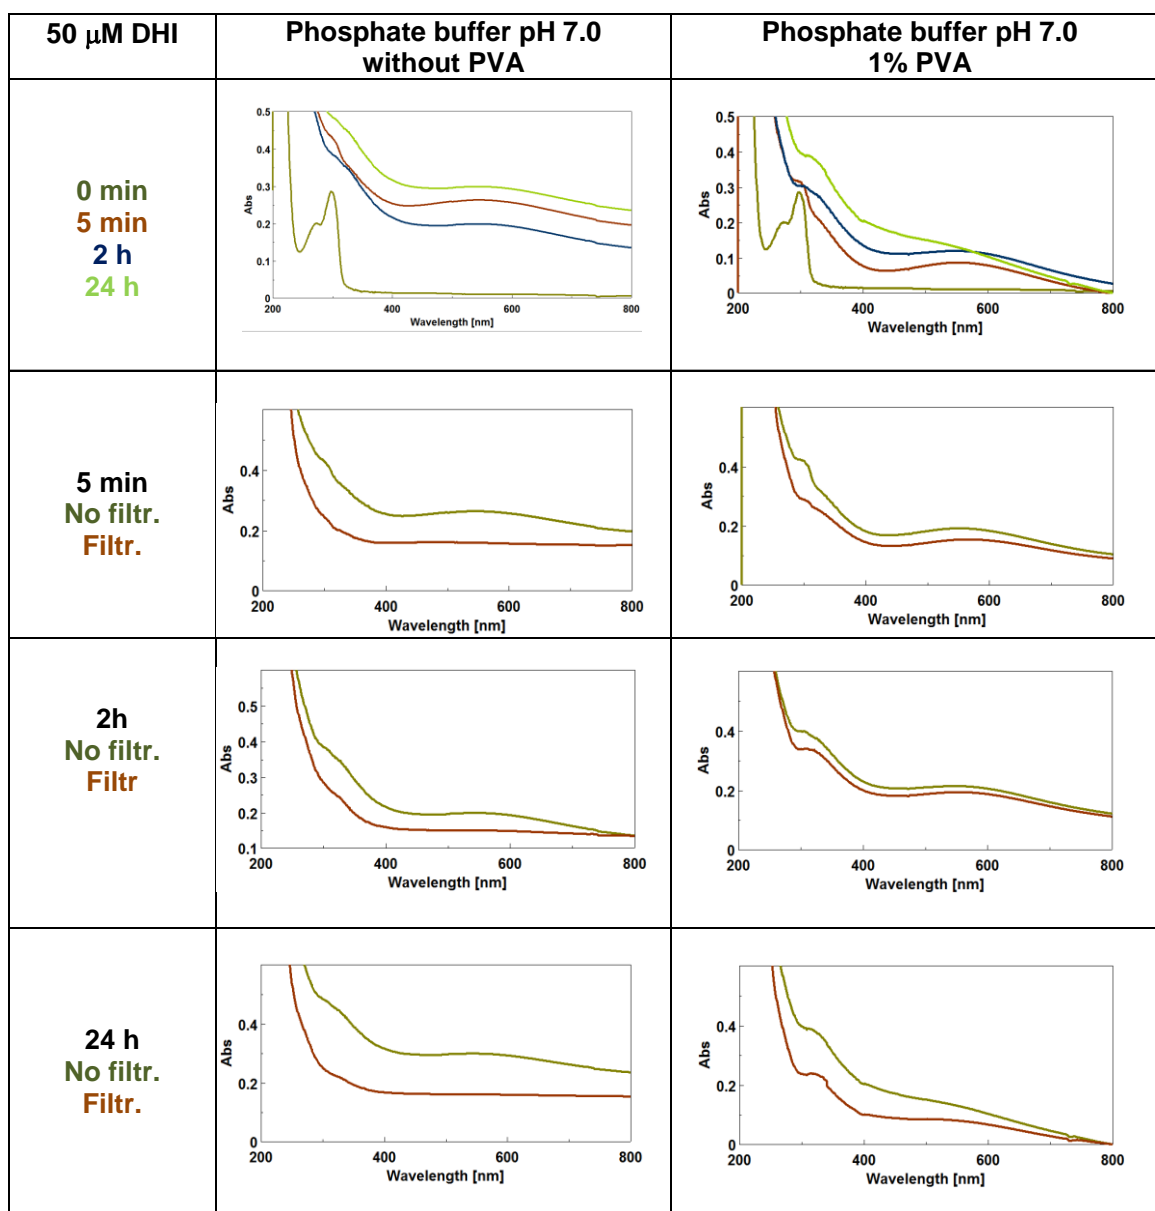 50 μM DHI
Phosphate buffer pH 7.0
without PVA
Phosphate buffer pH 7.0
1% PVA
0 min
5 min
2 h
24 h
0.5
0.4
0.3
0.2
0.1
0
Abs
200
400
600
800
Wavelength [nm]
0.5
0.4
0.3
0.2
0.1
0
Abs
200
400
600
800
Wavelength [nm]
5 min
No filtr.
Filtr.
0.4
0.2
0
Abs
200
400
600
800
Wavelength [nm]
0.4
0.2
0
Abs
200
400
600
800
Wavelength [nm]
2h
No filtr.
Filtr
0.5
0.4
0.3
0.2
0.1
Abs
200
400
600
800
Wavelength [nm]
0.4
0.2
0
Abs
200
400
600
800
Wavelength [nm]
24 h
No filtr.
Filtr.
0.4
0.2
0
Abs
200
400
600
800
Wavelength [nm]
0.4
0.2
0
Abs
200
400
600
800
Wavelength [nm]